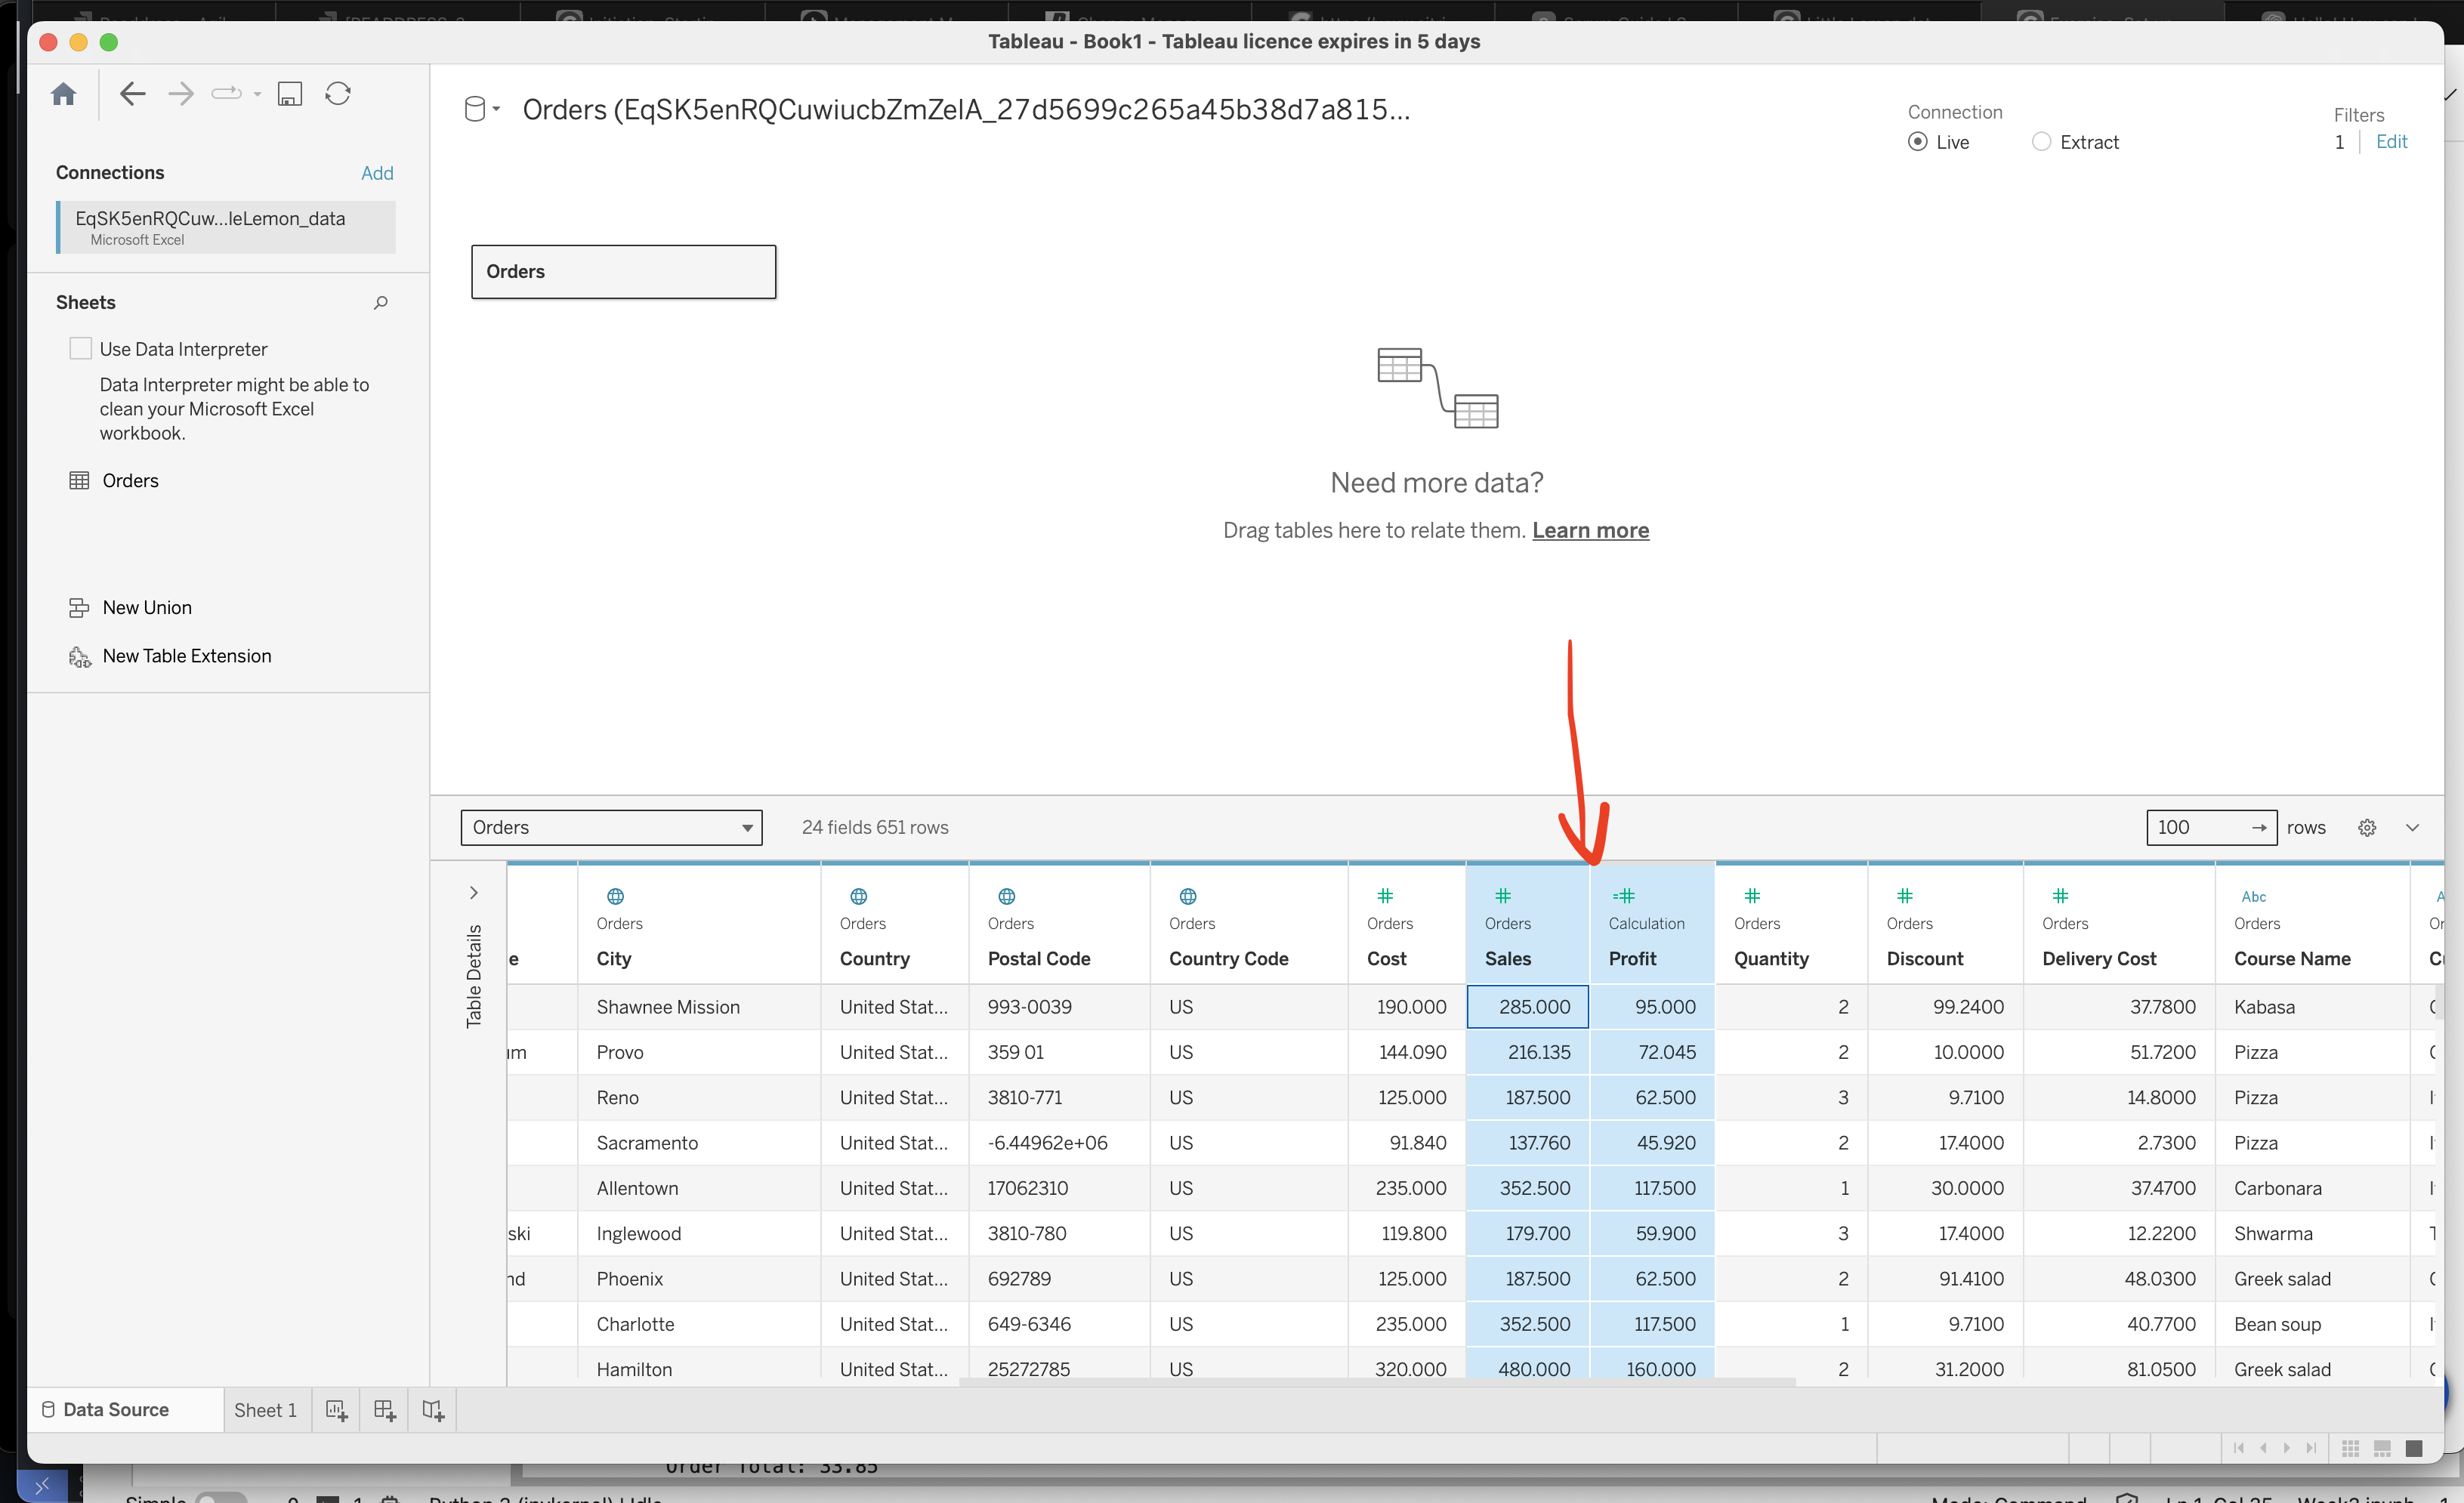 Tableau - Book1 - Tableau licence expires in 5 days
Orders (EqSK5enRQCuwiucbZmZelA_27d5699c265a45b38d7a815...
Connection
Live Extract
Filters
1 Edit
Connections Add
EqSK5enRQCuw...leLemon_data
Microsoft Excel
Sheets
Use Data Interpreter
Data Interpreter might be able to
clean your Microsoft Excel
workbook.
Orders
New Union
New Table Extension
Orders
Need more data?
Drag tables here to relate them. Learn more
Orders 24 fields 651 rows 100 rows
Table Details
Orders Orders Orders Orders Orders Orders Calculation Orders Orders Orders Abc Orders
e City Country Postal Code Country Code Cost Sales Profit Quantity Discount Delivery Cost Course Name
Shawnee Mission United Stat... 993-0039 US 190.000 285.000 95.000 2 99.2400 37.7800 Kabasa
um Provo United Stat... 359 01 US 144.090 216.135 72.045 2 10.0000 51.7200 Pizza
Reno United Stat... 3810-771 US 125.000 187.500 62.500 3 9.7100 14.8000 Pizza
Sacramento United Stat... -6.44962e+06 US 91.840 137.760 45.920 2 17.4000 2.7300 Pizza
Allentown United Stat... 17062310 US 235.000 352.500 117.500 1 30.0000 37.4700 Carbonara
ski Inglewood United Stat... 3810-780 US 119.800 179.700 59.900 3 17.4000 12.2200 Shwarma
nd Phoenix United Stat... 692789 US 125.000 187.500 62.500 2 91.4100 48.0300 Greek salad
Charlotte United Stat... 649-6346 US 235.000 352.500 117.500 1 9.7100 40.7700 Bean soup
Hamilton United Stat... 25272785 US 320.000 480.000 160.000 2 31.2000 81.0500 Greek salad
Data Source Sheet 1
Order Total: 33.85